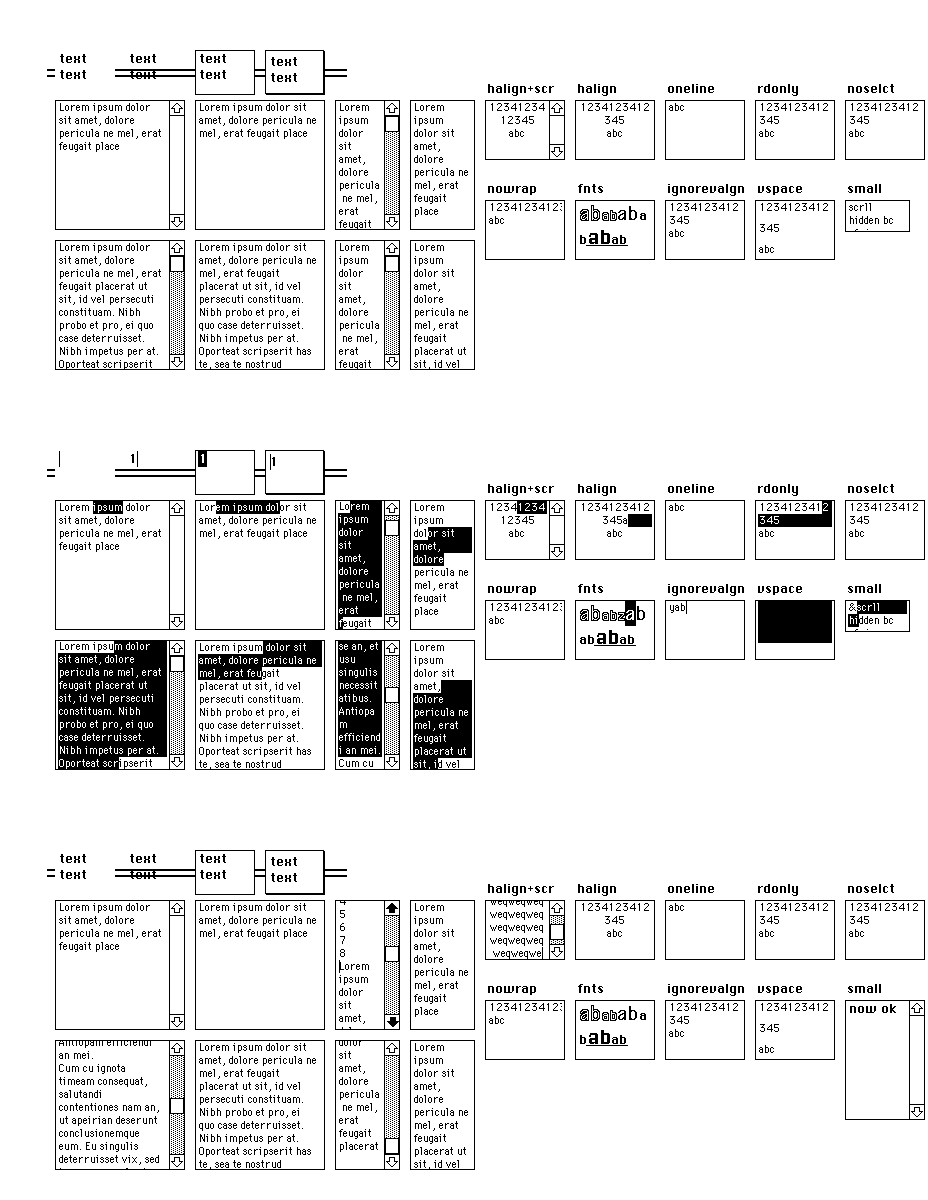 text text text text
text text text text
halign+scr halign oneline rdonly noselct
Lorem ipsum dolor
sit amet, dolore
pericula ne mel, erat
feugait place
Lorem ipsum dolor sit
amet, dolore pericula ne
mel, erat feugait place
Lorem
ipsum
dolor
sit
amet,
dolore
pericula
ne mel,
erat
feugait
Lorem
ipsum
dolor sit
amet,
dolore
pericula ne
mel, erat
feugait
place
12341234
12345
abc
1234123412
345
abc
abc
1234123412
345
abc
1234123412
345
abc
nowrap fnts ignorevalgn vspace small
123412341
abc
abababa
babab
1234123412
345
abc
1234123412
345
abc
scrll
hidden bc
Lorem ipsum dolor
sit amet, dolore
pericula ne mel, erat
feugait placerat ut
sit, id vel persecuti
constituam. Nibh
probo et pro, ei quo
case deterruisset.
Nibh impetus per at.
Oporteat scripserit
Lorem ipsum dolor sit
amet, dolore pericula ne
mel, erat feugait
placerat ut sit, id vel
persecuti constituam.
Nibh probo et pro, ei
quo case deterruisset.
Nibh impetus per at.
Oporteat scripserit has
te, sea te nostrud
Lorem
ipsum
dolor
sit
amet,
dolore
pericula
ne mel,
erat
feugait
Lorem
ipsum
dolor sit
amet,
dolore
pericula ne
mel, erat
feugait
placerat ut
sit, id vel
1 1 1
halign+scr halign oneline rdonly noselct
Lorem ipsum dolor
sit amet, dolore
pericula ne mel, erat
feugait place
Lorem ipsum dolor sit
amet, dolore pericula ne
mel, erat feugait place
Lorem
ipsum
dolor
sit
amet,
dolore
pericula
ne mel,
erat
feugait
Lorem
ipsum
dolor sit
amet,
dolore
pericula ne
mel, erat
feugait
place
12341234
12345
abc
1234123412
345a
abc
abc
1234123412
345
abc
1234123412
345
abc
nowrap fnts ignorevalgn vspace small
123412341
abc
ababzab
ababab
yab
&scrll
hidden bc
Lorem ipsum dolor
sit amet, dolore
pericula ne mel, erat
feugait placerat ut
sit, id vel persecuti
constituam. Nibh
probo et pro, ei quo
case deterruisset.
Nibh impetus per at.
Oporteat scripserit
Lorem ipsum dolor sit
amet, dolore pericula ne
mel, erat feugait
placerat ut sit, id vel
persecuti constituam.
Nibh probo et pro, ei
quo case deterruisset.
Nibh impetus per at.
Oporteat scripserit has
te, sea te nostrud
se an, et
usu
singulis
necessit
atibus.
Antiopa
m
efficiend
i an mei.
Cum cu
Lorem
ipsum
dolor sit
amet,
dolore
pericula ne
mel, erat
feugait
placerat ut
sit, id vel
text text text text
text text text text
halign+scr halign oneline rdonly noselct
Lorem ipsum dolor
sit amet, dolore
pericula ne mel, erat
feugait place
Lorem ipsum dolor sit
amet, dolore pericula ne
mel, erat feugait place
4
5
6
7
8
Lorem
ipsum
dolor
sit
amet,
Lorem
ipsum
dolor sit
amet,
dolore
pericula ne
mel, erat
feugait
place
weqweqweq
weqweqweq
weqweqweq
weqweqweq
weqweqwe
1234123412
345
abc
abc
1234123412
345
abc
1234123412
345
abc
nowrap fnts ignorevalgn vspace small
123412341
abc
abababa
babab
1234123412
345
abc
1234123412
345
abc
now ok
Antiopam efficiendi
an mei.
Cum cu ignota
timeam consequat,
salutandi
contentiones nam an,
ut apeirian deserunt
conclusionemque
eum. Eu singulis
deterruisset vix, sed
Lorem ipsum dolor sit
amet, dolore pericula ne
mel, erat feugait
placerat ut sit, id vel
persecuti constituam.
Nibh probo et pro, ei
quo case deterruisset.
Nibh impetus per at.
Oporteat scripserit has
te, sea te nostrud
dolor
sit
amet,
dolore
pericula
ne mel,
erat
feugait
placerat
Lorem
ipsum
dolor sit
amet,
dolore
pericula ne
mel, erat
feugait
placerat ut
sit, id vel